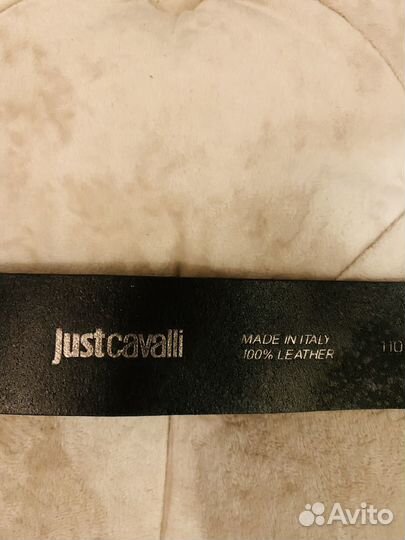 justcavalli
MADE IN ITALY
100% LEATHER
110
Avito